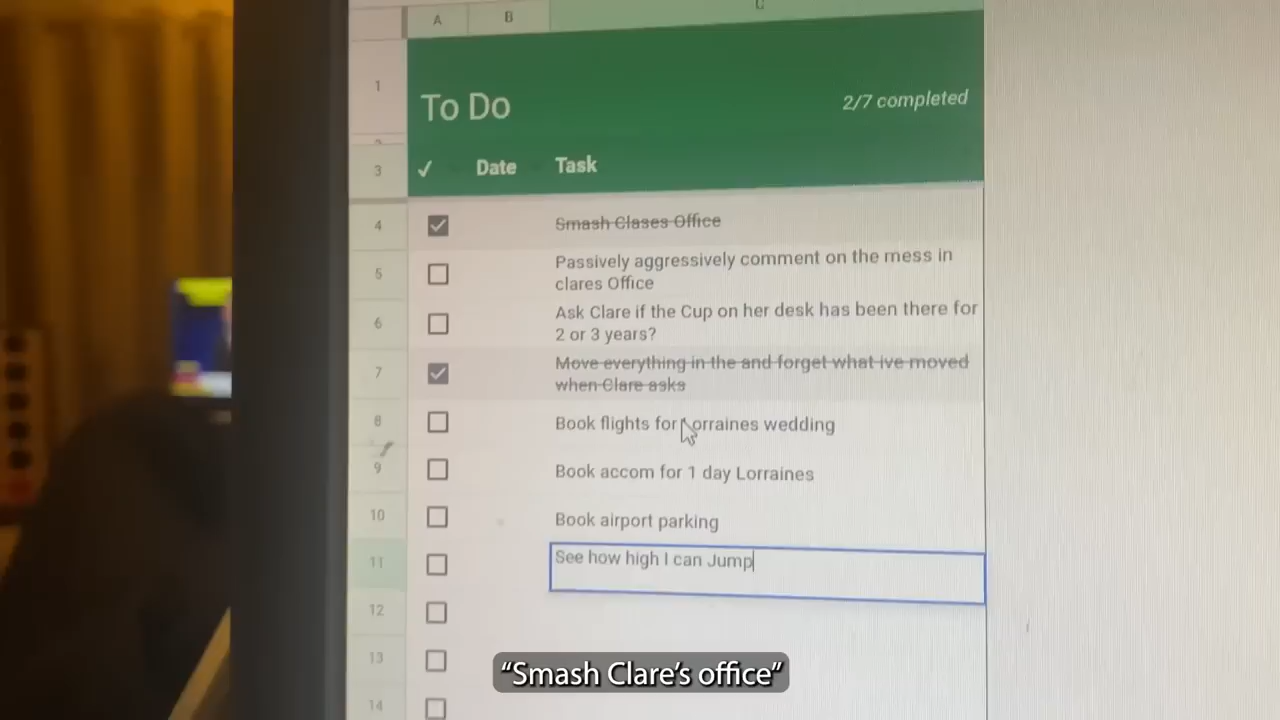 A B C
1
To Do 2/7 completed
3 ✓ Date Task
4 Smash Clases Office
5 Passively aggressively comment on the mess in
clares Office
6 Ask Clare if the Cup on her desk has been there for
2 or 3 years?
7 Move everything in the and forget what ive moved
when Clare asks
8 Book flights for Lorraines wedding
9 Book accom for 1 day Lorraines
10 Book airport parking
11 See how high I can Jump
12
13
14
“Smash Clare’s office”